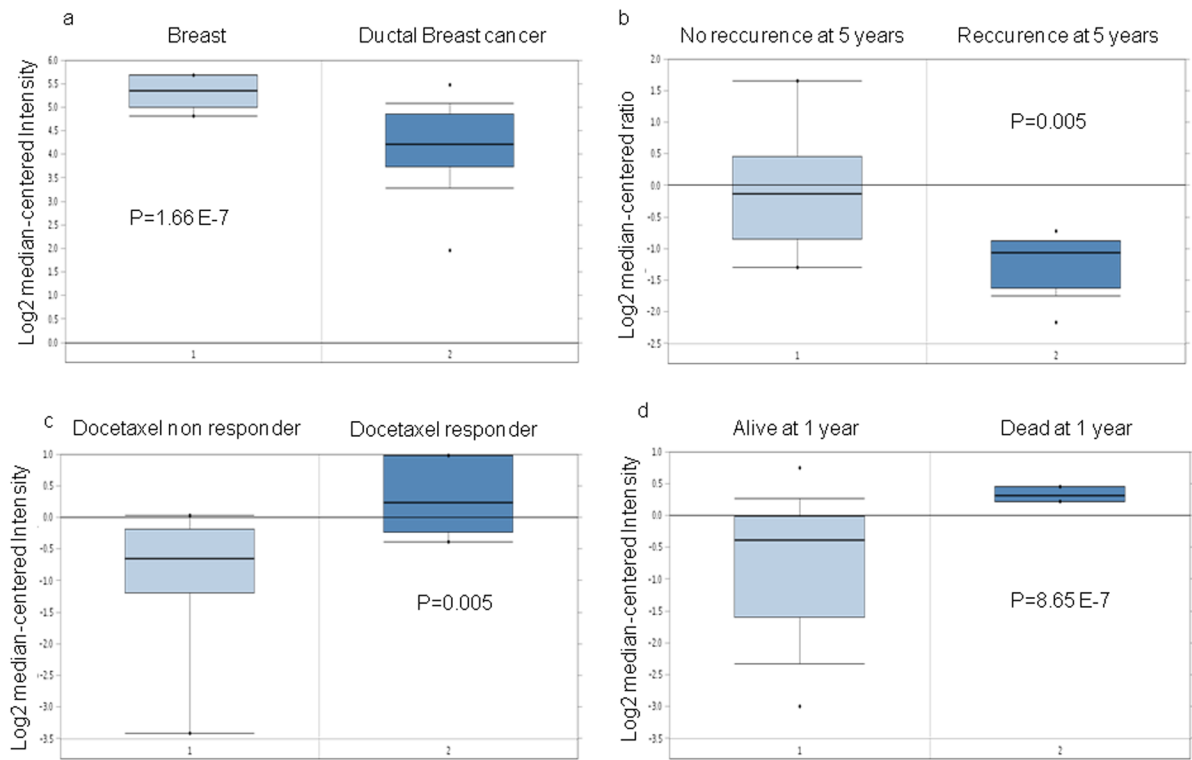 a
Breast
Ductal Breast cancer
Log2 median-centered Intensity
6.0
5.5
5.0
4.5
4.0
3.5
3.0
2.5
2.0
1.5
1.0
0.5
0.0
P=1.66 E-7
1
2
b
No reccurence at 5 years
Reccurence at 5 years
Log2 median-centered ratio
2.0
1.5
1.0
0.5
0.0
-0.5
-1.0
-1.5
-2.0
-2.5
P=0.005
1
2
c
Docetaxel non responder
Docetaxel responder
Log2 median-centered Intensity
1.0
0.5
0.0
-0.5
-1.0
-1.5
-2.0
-2.5
-3.0
-3.5
P=0.005
1
2
d
Alive at 1 year
Dead at 1 year
Log2 median-centered Intensity
1.0
0.5
0.0
-0.5
-1.0
-1.5
-2.0
-2.5
-3.0
-3.5
P=8.65 E-7
1
2